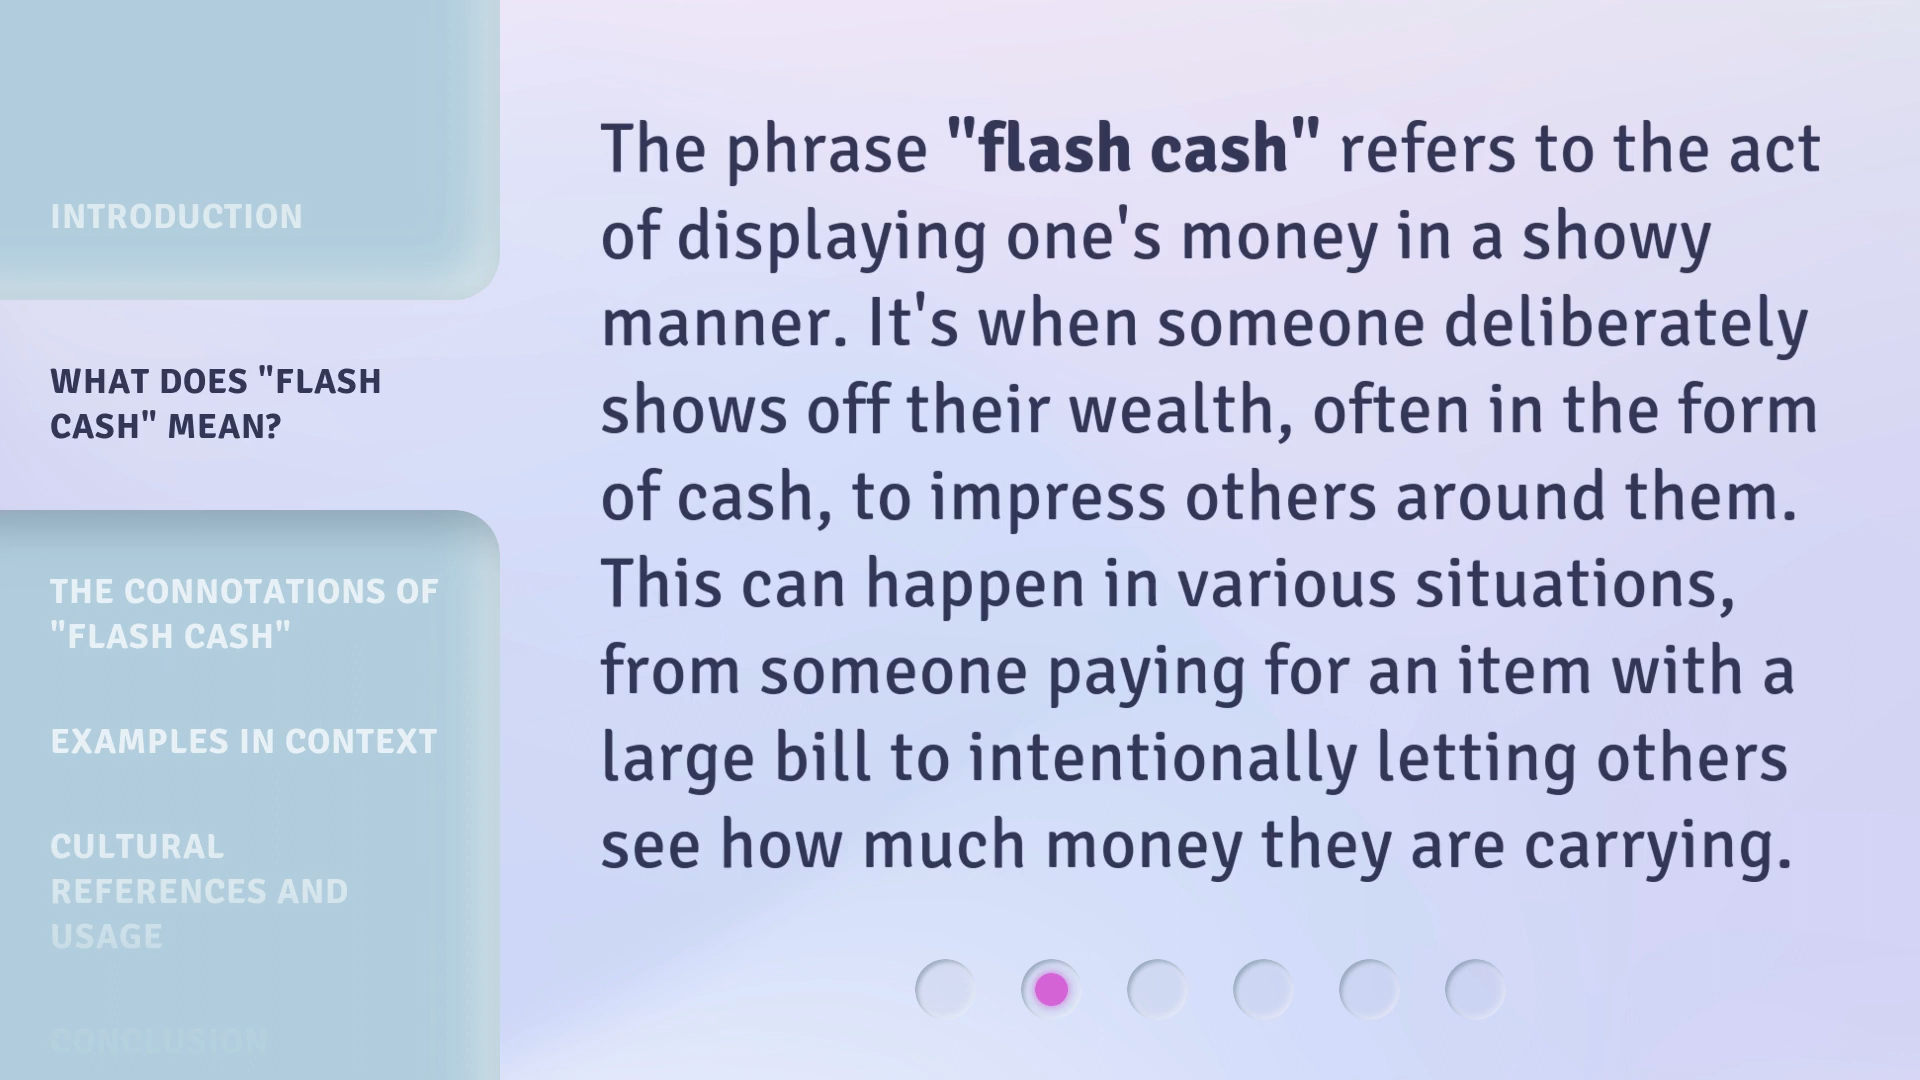 INTRODUCTION
WHAT DOES "FLASH
CASH" MEAN?
THE CONNOTATIONS OF
"FLASH CASH"
EXAMPLES IN CONTEXT
CULTURAL
REFERENCES AND
USAGE
CONCLUSION
The phrase "flash cash" refers to the act
of displaying one's money in a showy
manner. It's when someone deliberately
shows off their wealth, often in the form
of cash, to impress others around them.
This can happen in various situations,
from someone paying for an item with a
large bill to intentionally letting others
see how much money they are carrying.